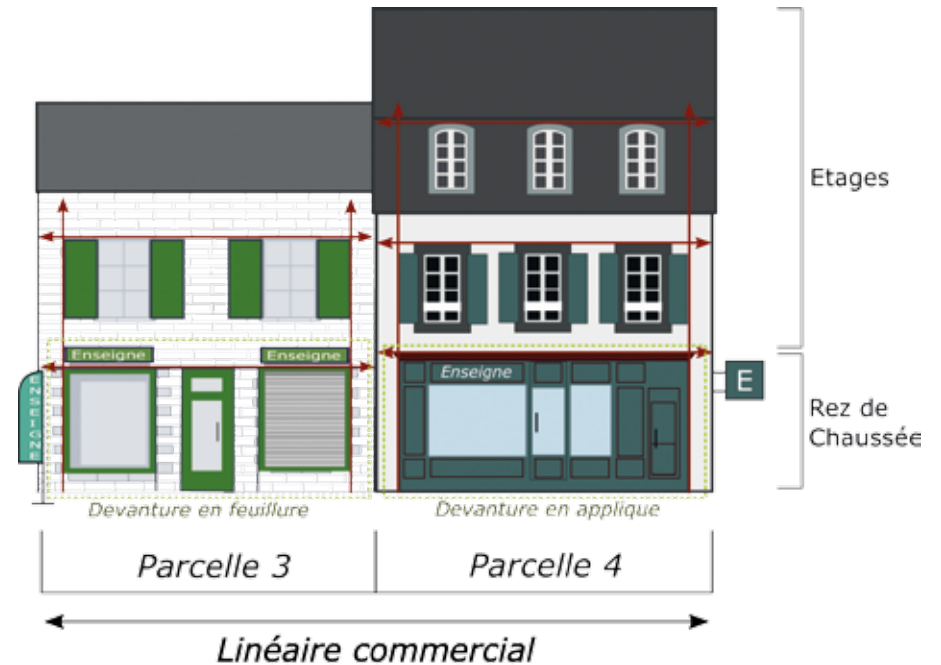 Etages
Enseigne
Enseigne
ENSEIGNE
Enseigne
E
Rez de
Chaussée
Devanture en feuillure
Devanture en applique
Parcelle 3
Parcelle 4
Linéaire commercial